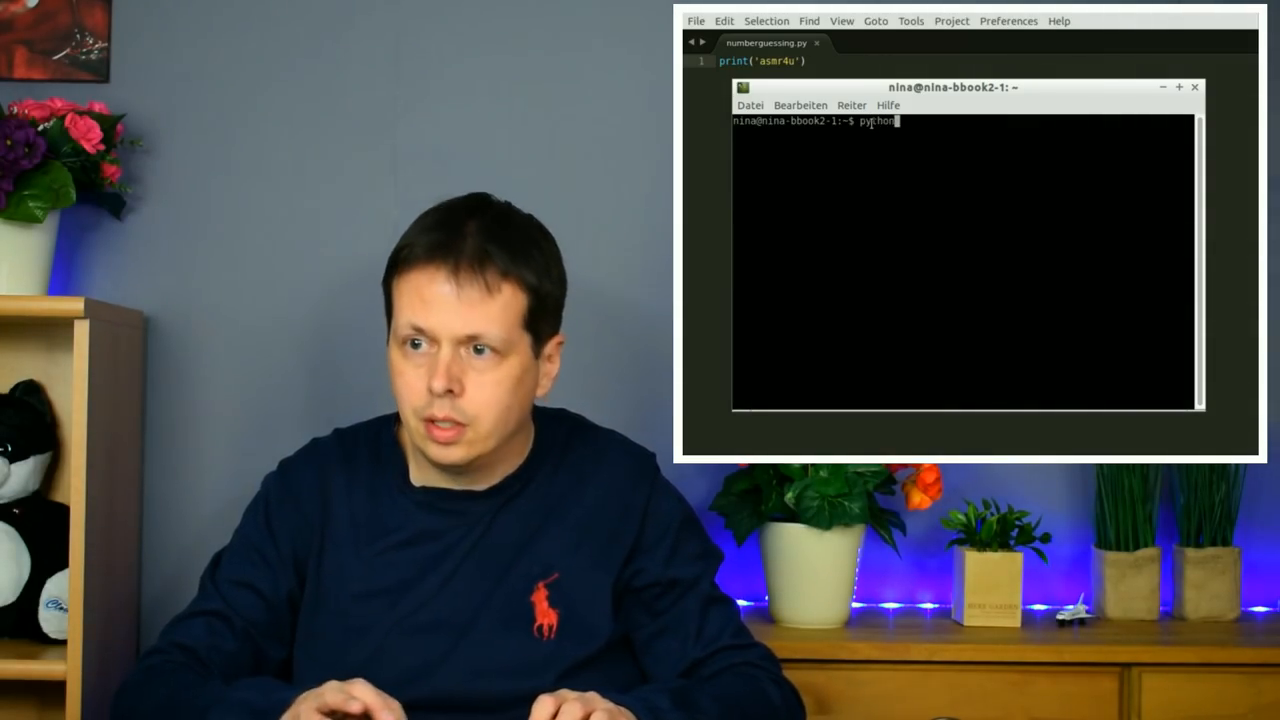 File Edit Selection Find View Goto Tools Project Preferences Help
numberguessing.py ×
1 print('asmr4u')
nina@nina-bbook2-1: ~
Datei Bearbeiten Reiter Hilfe
nina@nina-bbook2-1:~$ python